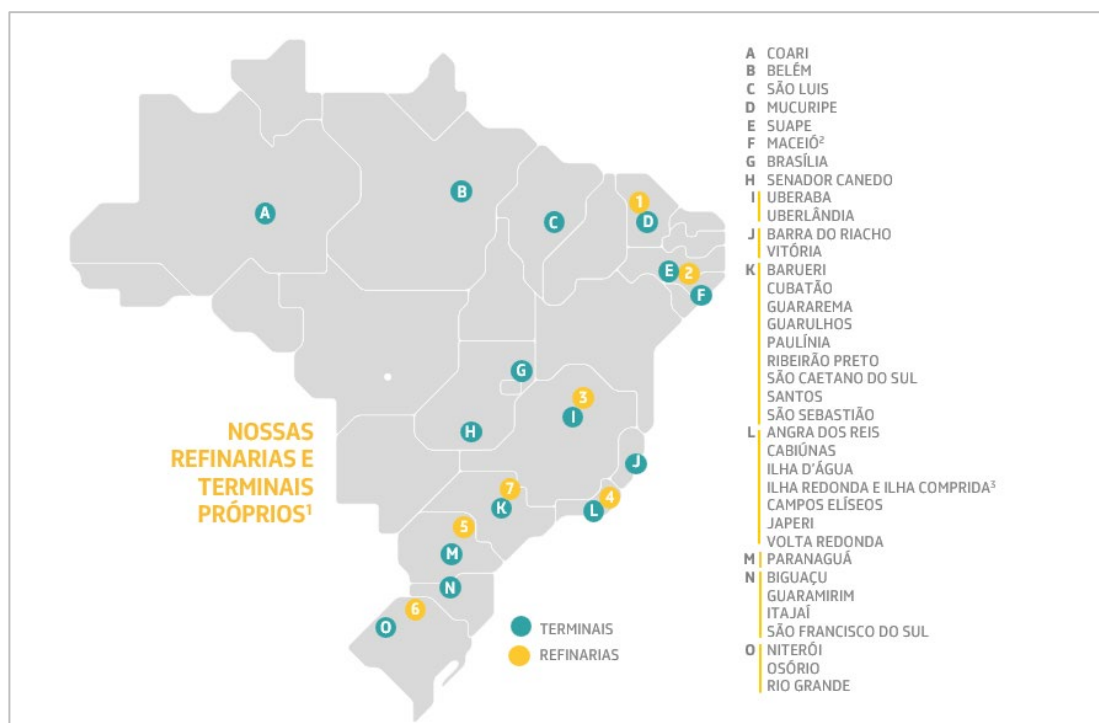 A COARI
B BELÉM
C SÃO LUIS
D MUCURIPE
E SUAPE
F MACEIÓ²
G BRASÍLIA
H SENADOR CANEDO
I UBERABA
UBERLÂNDIA
J BARRA DO RIACHO
VITÓRIA
K BARUERI
CUBATÃO
GUARAREMA
GUARULHOS
PAULÍNIA
RIBEIRÃO PRETO
SÃO CAETANO DO SUL
SANTOS
SÃO SEBASTIÃO
L ANGRA DOS REIS
CABIÚNAS
ILHA D'ÁGUA
ILHA REDONDA E ILHA COMPRIDA³
CAMPOS ELÍSEOS
JAPERI
VOLTA REDONDA
M PARANAGUÁ
N BIGUAÇU
GUARAMIRIM
ITAJAÍ
SÃO FRANCISCO DO SUL
O NITERÓI
OSÓRIO
RIO GRANDE
A
B
C
1
D
E
2
F
G
3
I
H
J
7
4
K
L
5
M
N
6
O
NOSSAS
REFINARIAS E
TERMINAIS
PRÓPRIOS¹
TERMINAIS
REFINARIAS